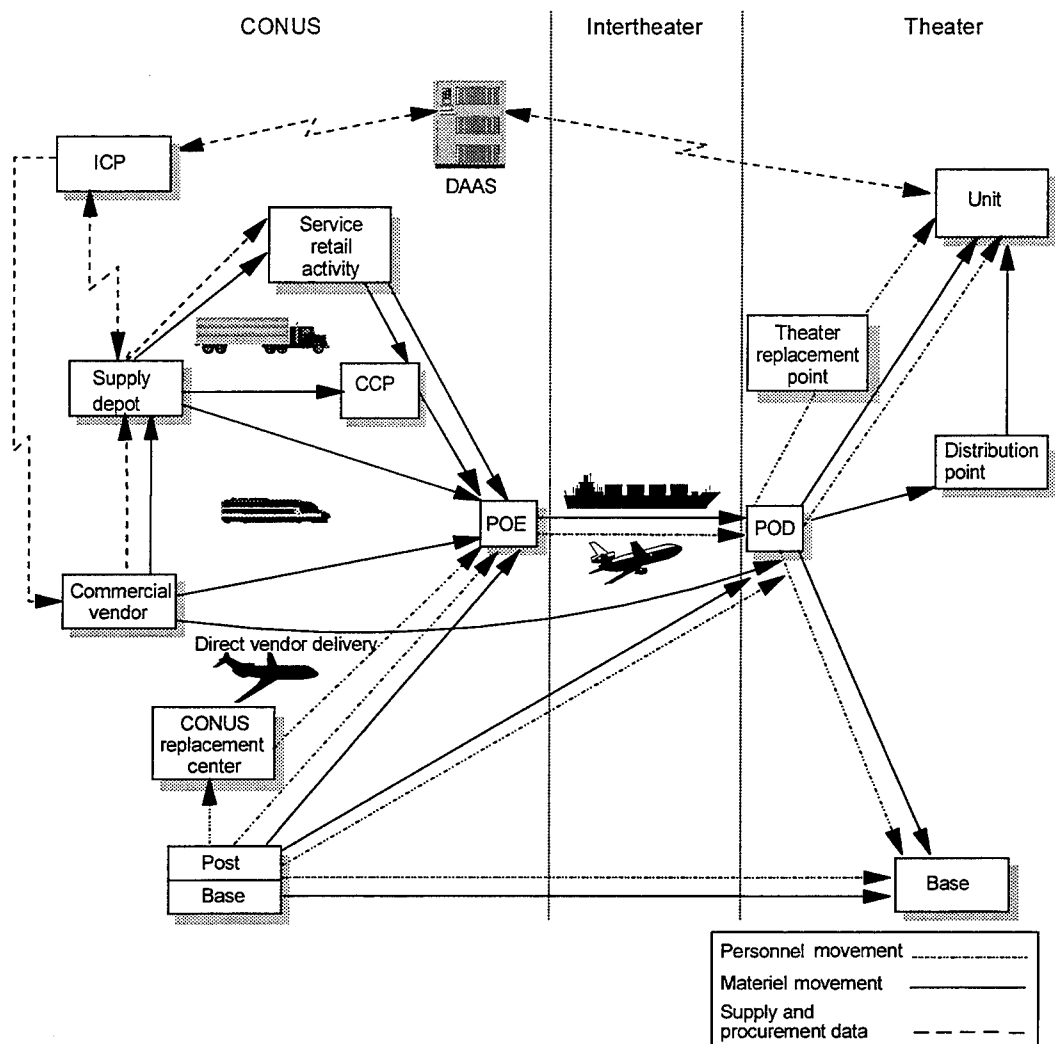 CONUS
Intertheater
Theater
DAAS
ICP
Unit
Service
retail
activity
Theater
replacement
point
Supply
depot
CCP
Distribution
point
POE
POD
Commercial
vendor
Direct vendor delivery
CONUS
replacement
center
Post
Base
Base
Personnel movement
Materiel movement
Supply and
procurement data